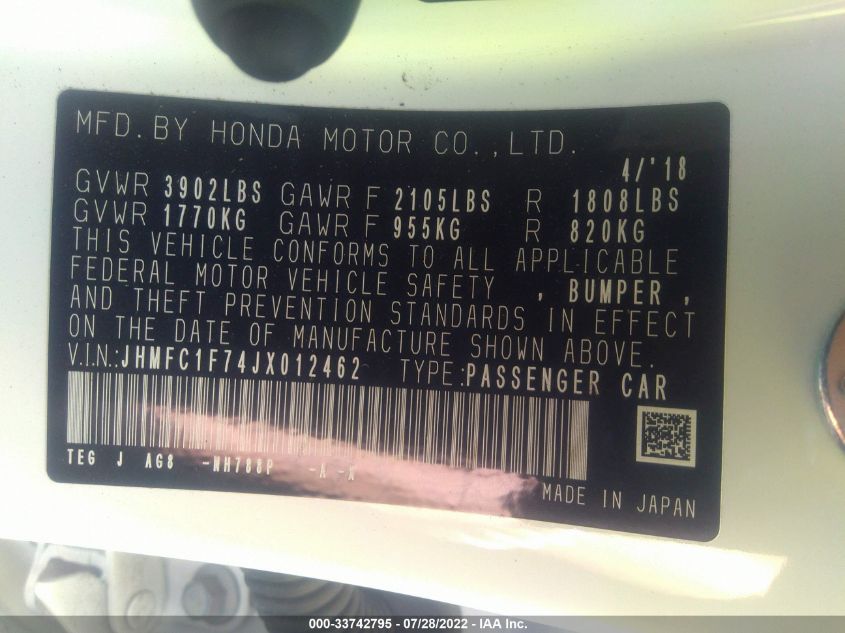 MFD. BY HONDA MOTOR CO., LTD.
4/'18
GVWR 3902LBS GAWR F 2105LBS R 1808LBS
GVWR 1770KG GAWR F 955KG R 820KG
THIS VEHICLE CONFORMS TO ALL APPLICABLE
FEDERAL MOTOR VEHICLE SAFETY , BUMPER ,
AND THEFT PREVENTION STANDARDS IN EFFECT
ON THE DATE OF MANUFACTURE SHOWN ABOVE.
V.I.N.:JHMFC1F74JX012462 TYPE:PASSENGER CAR
TEG J AG8 -NH788P -A -X
MADE IN JAPAN
000-33742795 - 07/28/2022 - IAA Inc.